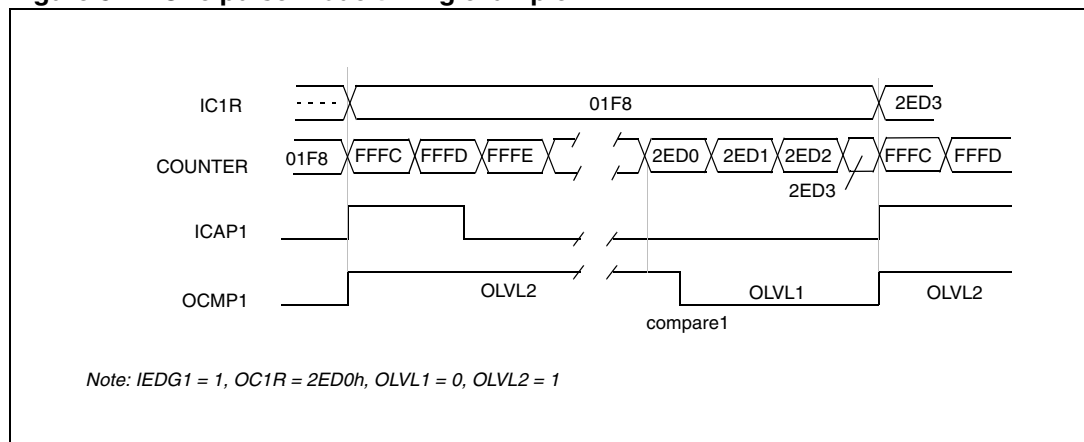 IC1R
01F8
2ED3
COUNTER
01F8 FFFC FFFD FFFE 2ED0 2ED1 2ED2 FFFC FFFD
2ED3
ICAP1
OCMP1
OLVL2
OLVL1
OLVL2
compare1
Note: IEDG1 = 1, OC1R = 2ED0h, OLVL1 = 0, OLVL2 = 1